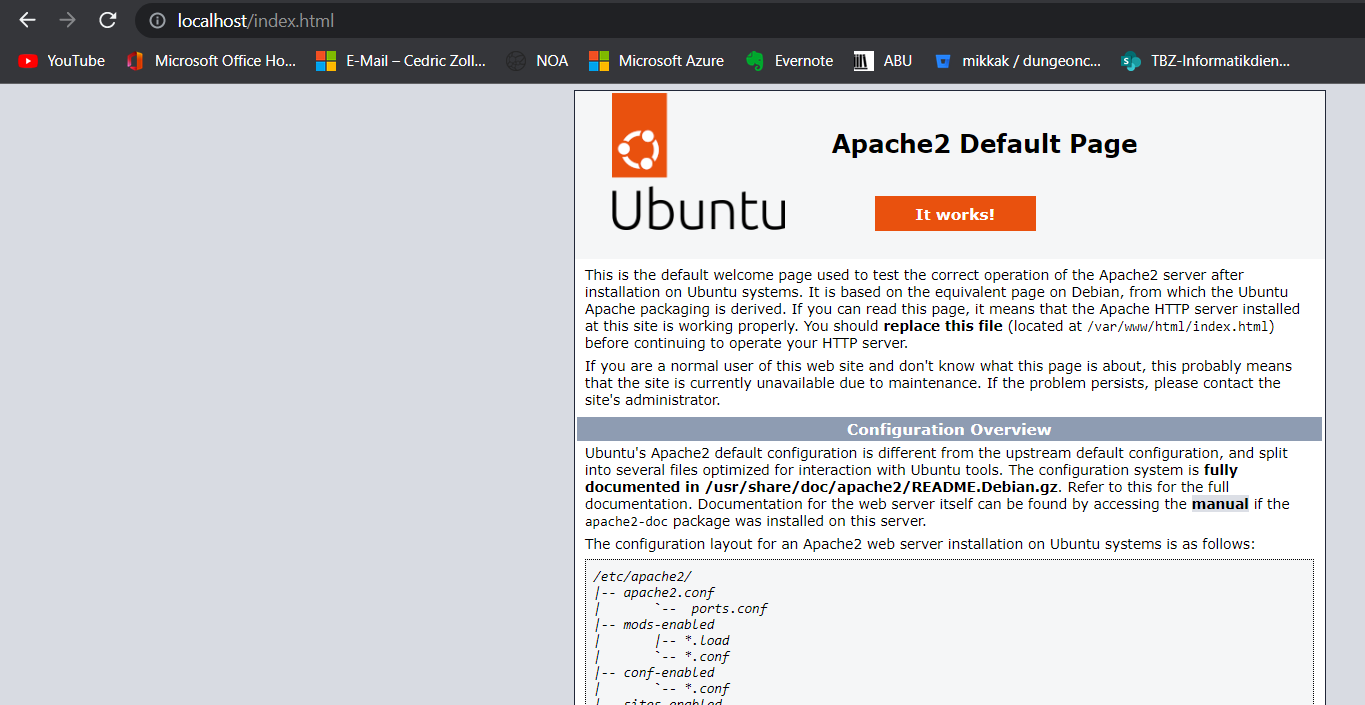 localhost/index.html
YouTube
Microsoft Office Ho...
E-Mail – Cedric Zoll...
NOA
Microsoft Azure
Evernote
ABU
mikkak / dungeonc...
TBZ-Informatikdien...
Ubuntu
Apache2 Default Page
It works!
This is the default welcome page used to test the correct operation of the Apache2 server after
installation on Ubuntu systems. It is based on the equivalent page on Debian, from which the Ubuntu
Apache packaging is derived. If you can read this page, it means that the Apache HTTP server installed
at this site is working properly. You should replace this file (located at /var/www/html/index.html)
before continuing to operate your HTTP server.
If you are a normal user of this web site and don't know what this page is about, this probably means
that the site is currently unavailable due to maintenance. If the problem persists, please contact the
site's administrator.
Configuration Overview
Ubuntu's Apache2 default configuration is different from the upstream default configuration, and split
into several files optimized for interaction with Ubuntu tools. The configuration system is fully
documented in /usr/share/doc/apache2/README.Debian.gz. Refer to this for the full
documentation. Documentation for the web server itself can be found by accessing the manual if the
apache2-doc package was installed on this server.
The configuration layout for an Apache2 web server installation on Ubuntu systems is as follows:
/etc/apache2/
|-- apache2.conf
|       `--  ports.conf
|-- mods-enabled
|       |-- *.load
|       `-- *.conf
|-- conf-enabled
|       `-- *.conf
|-- sites-enabled